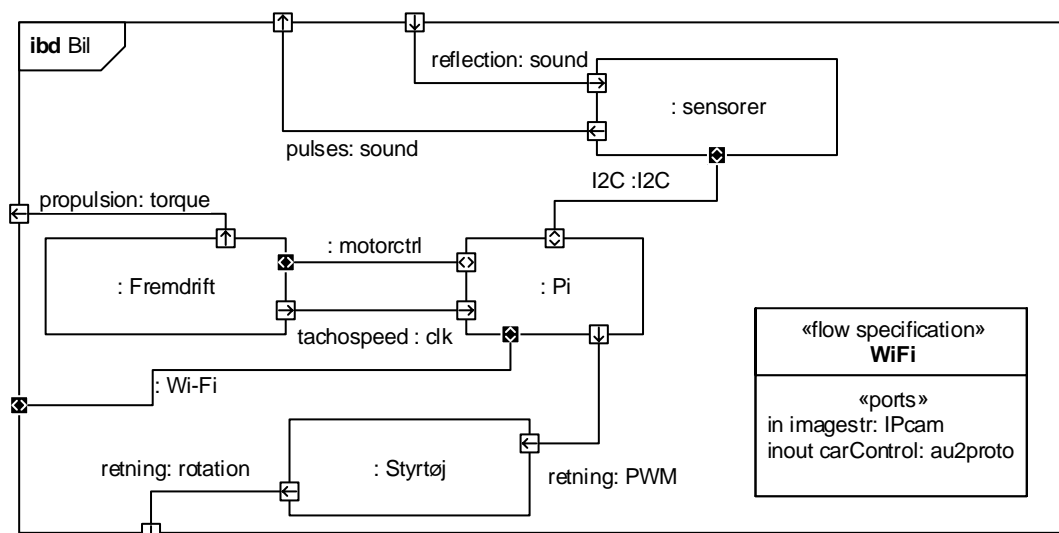 ibd Bil
reflection: sound
: sensorer
pulses: sound
I2C :I2C
propulsion: torque
: motorctrl
: Fremdrift
: Pi
tachospeed : clk
: Wi-Fi
«flow specification»
WiFi
«ports»
in imagestr: IPcam
inout carControl: au2proto
retning: rotation
: Styrtøj
retning: PWM